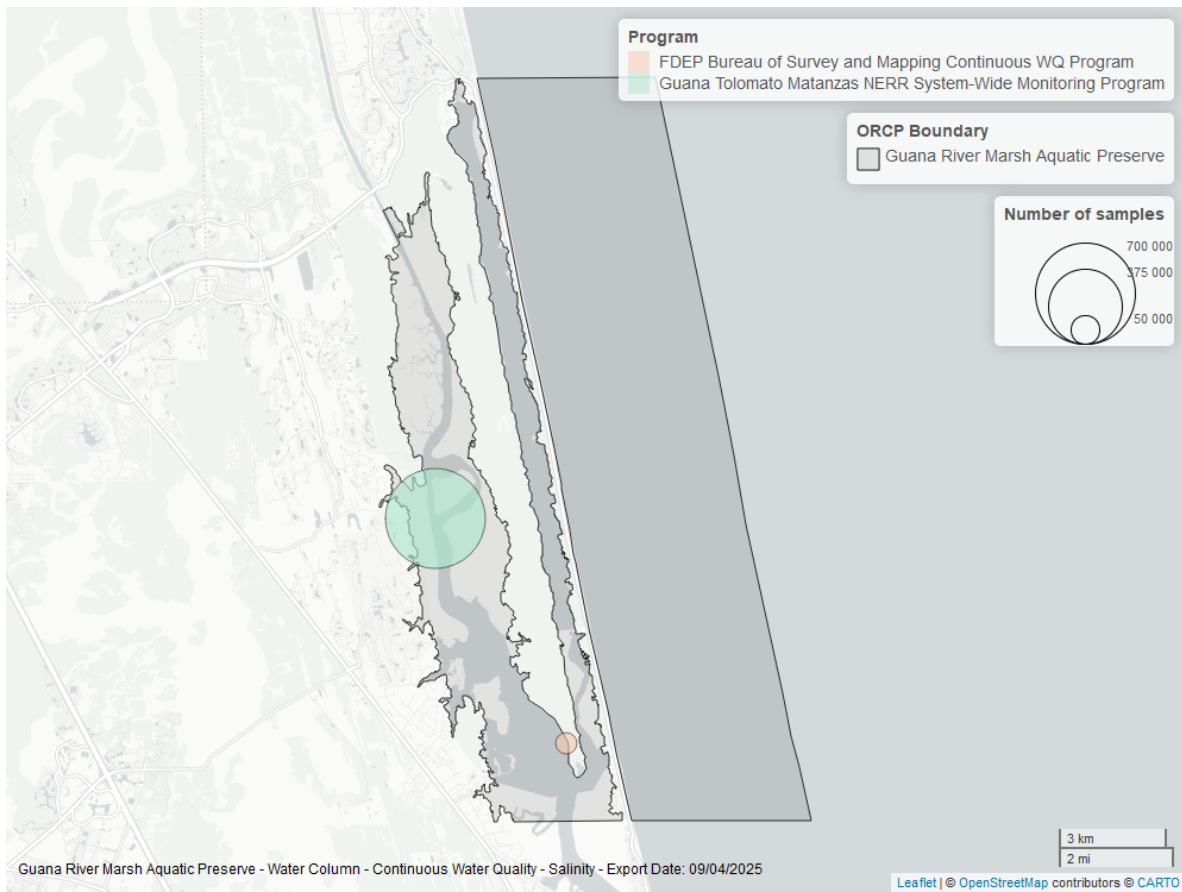 Program
FDEP Bureau of Survey and Mapping Continuous WQ Program
Guana Tolomato Matanzas NERR System-Wide Monitoring Program
ORCP Boundary
Guana River Marsh Aquatic Preserve
Number of samples
700 000
375 000
50 000
3 km
2 mi
Guana River Marsh Aquatic Preserve - Water Column - Continuous Water Quality - Salinity - Export Date: 09/04/2025
Leaflet | © OpenStreetMap contributors © CARTO